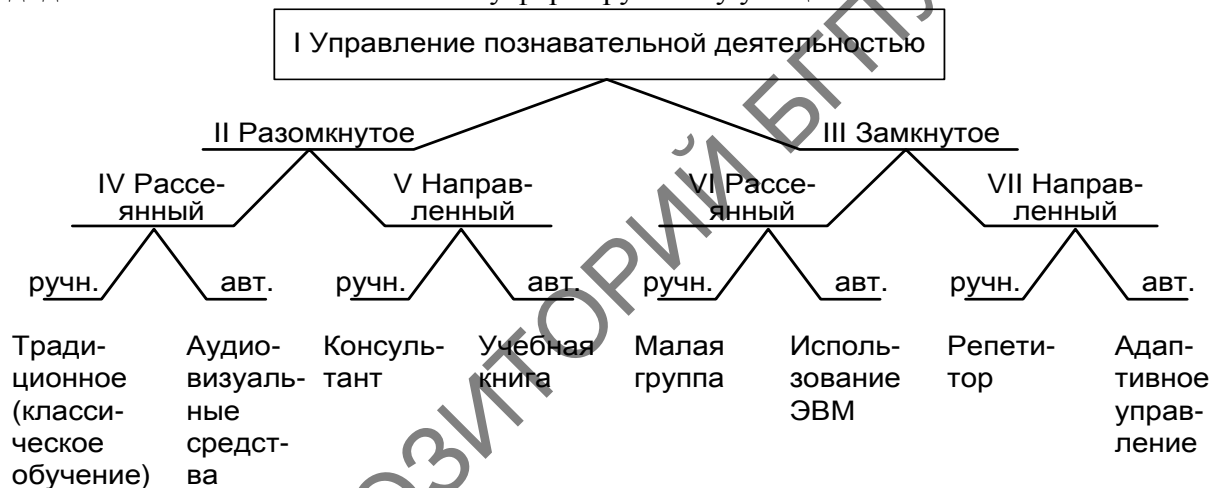 I Управление познавательной деятельностью
II Разомкнутое
III Замкнутое
IV Рассе-
янный
V Направ-
ленный
VI Рассе-
янный
VII Направ-
ленный
ручн.
авт.
ручн.
авт.
ручн.
авт.
ручн.
авт.
Тради-
ционное
(класси-
ческое
обучение)
Аудио-
визуаль-
ные
средст-
ва
Консуль-
тант
Учебная
книга
Малая
группа
Исполь-
зование
ЭВМ
Репети-
тор
Адап-
тивное
управ-
ление